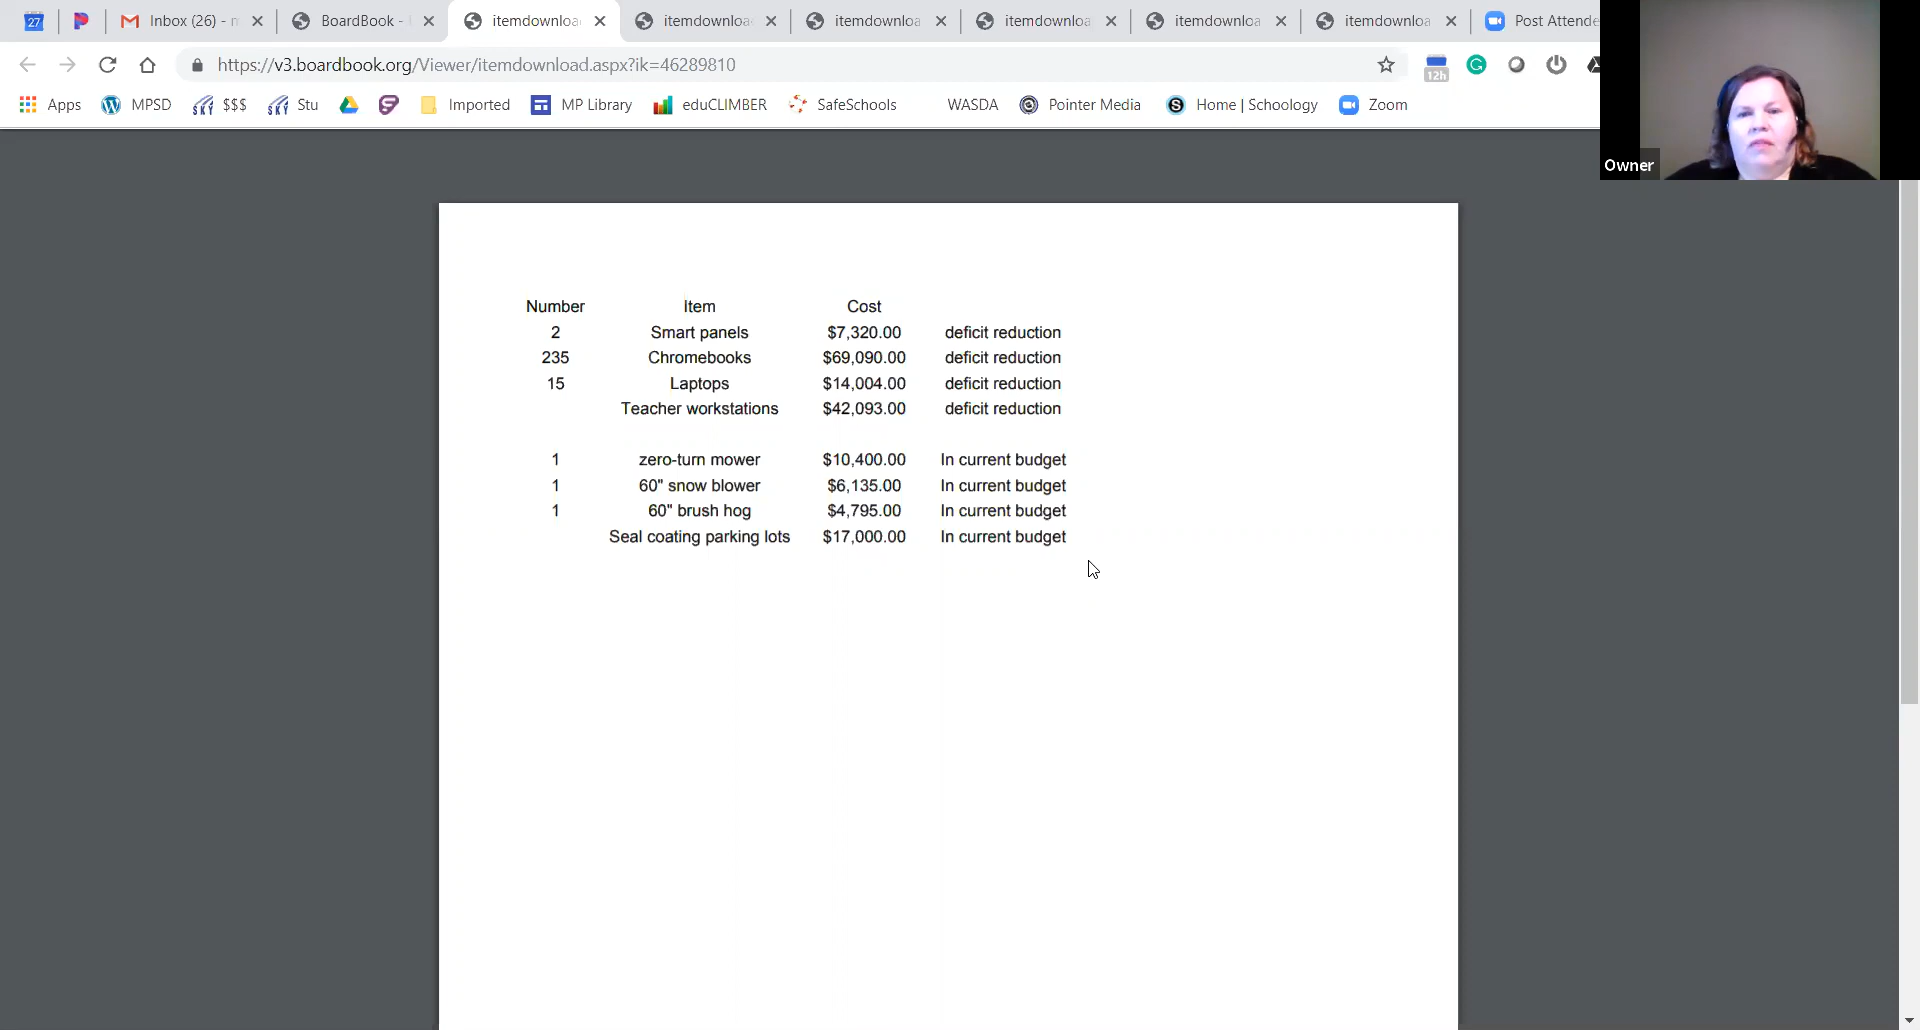 27 Inbox (26) - BoardBook - itemdownloa itemdownloa itemdownloa itemdownloa itemdownloa itemdownloa Post Attende
https://v3.boardbook.org/Viewer/itemdownload.aspx?ik=46289810 12h
Apps MPSD $$$ Stu Imported MP Library eduCLIMBER SafeSchools WASDA Pointer Media Home | Schoology Zoom
Owner
Number Item Cost
2 Smart panels $7,320.00 deficit reduction
235 Chromebooks $69,090.00 deficit reduction
15 Laptops $14,004.00 deficit reduction
Teacher workstations $42,093.00 deficit reduction
1 zero-turn mower $10,400.00 In current budget
1 60" snow blower $6,135.00 In current budget
1 60" brush hog $4,795.00 In current budget
Seal coating parking lots $17,000.00 In current budget